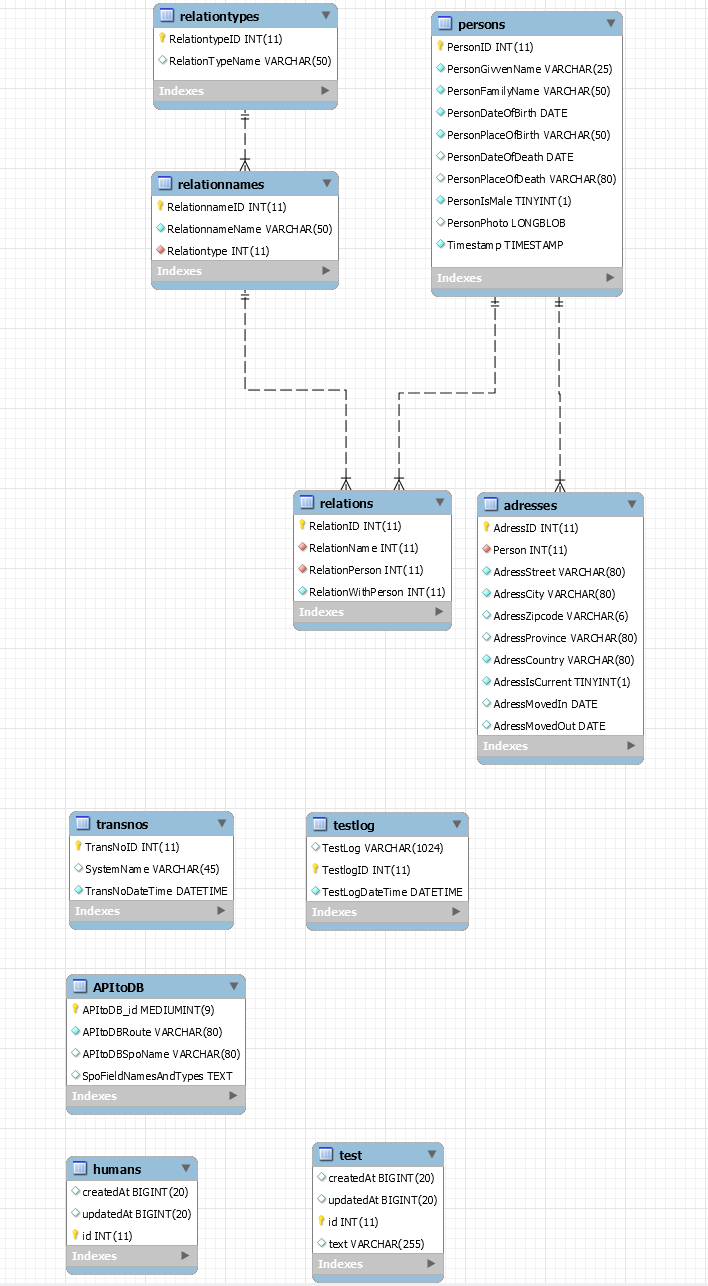 relationtypes
RelationtypeID INT(11)
RelationTypeName VARCHAR(50)
Indexes
persons
PersonID INT(11)
PersonGivvenName VARCHAR(25)
PersonFamilyName VARCHAR(50)
PersonDateOfBirth DATE
PersonPlaceOfBirth VARCHAR(50)
PersonDateOfDeath DATE
PersonPlaceOfDeath VARCHAR(80)
PersonIsMale TINYINT(1)
PersonPhoto LONGBLOB
Timestamp TIMESTAMP
Indexes
relationnames
RelationnameID INT(11)
RelationnameName VARCHAR(50)
Relationtype INT(11)
Indexes
relations
RelationID INT(11)
RelationName INT(11)
RelationPerson INT(11)
RelationWithPerson INT(11)
Indexes
adresses
AdressID INT(11)
Person INT(11)
AdressStreet VARCHAR(80)
AdressCity VARCHAR(80)
AdressZipcode VARCHAR(6)
AdressProvince VARCHAR(80)
AdressCountry VARCHAR(80)
AdressIsCurrent TINYINT(1)
AdressMovedIn DATE
AdressMovedOut DATE
Indexes
transnos
TransNoID INT(11)
SystemName VARCHAR(45)
TransNoDateTime DATETIME
Indexes
testlog
TestLog VARCHAR(1024)
TestlogID INT(11)
TestLogDateTime DATETIME
Indexes
APItoDB
APItoDB_id MEDIUMINT(9)
APItoDBRoute VARCHAR(80)
APItoDBSpoName VARCHAR(80)
SpoFieldNamesAndTypes TEXT
Indexes
humans
createdAt BIGINT(20)
updatedAt BIGINT(20)
id INT(11)
Indexes
test
createdAt BIGINT(20)
updatedAt BIGINT(20)
id INT(11)
text VARCHAR(255)
Indexes